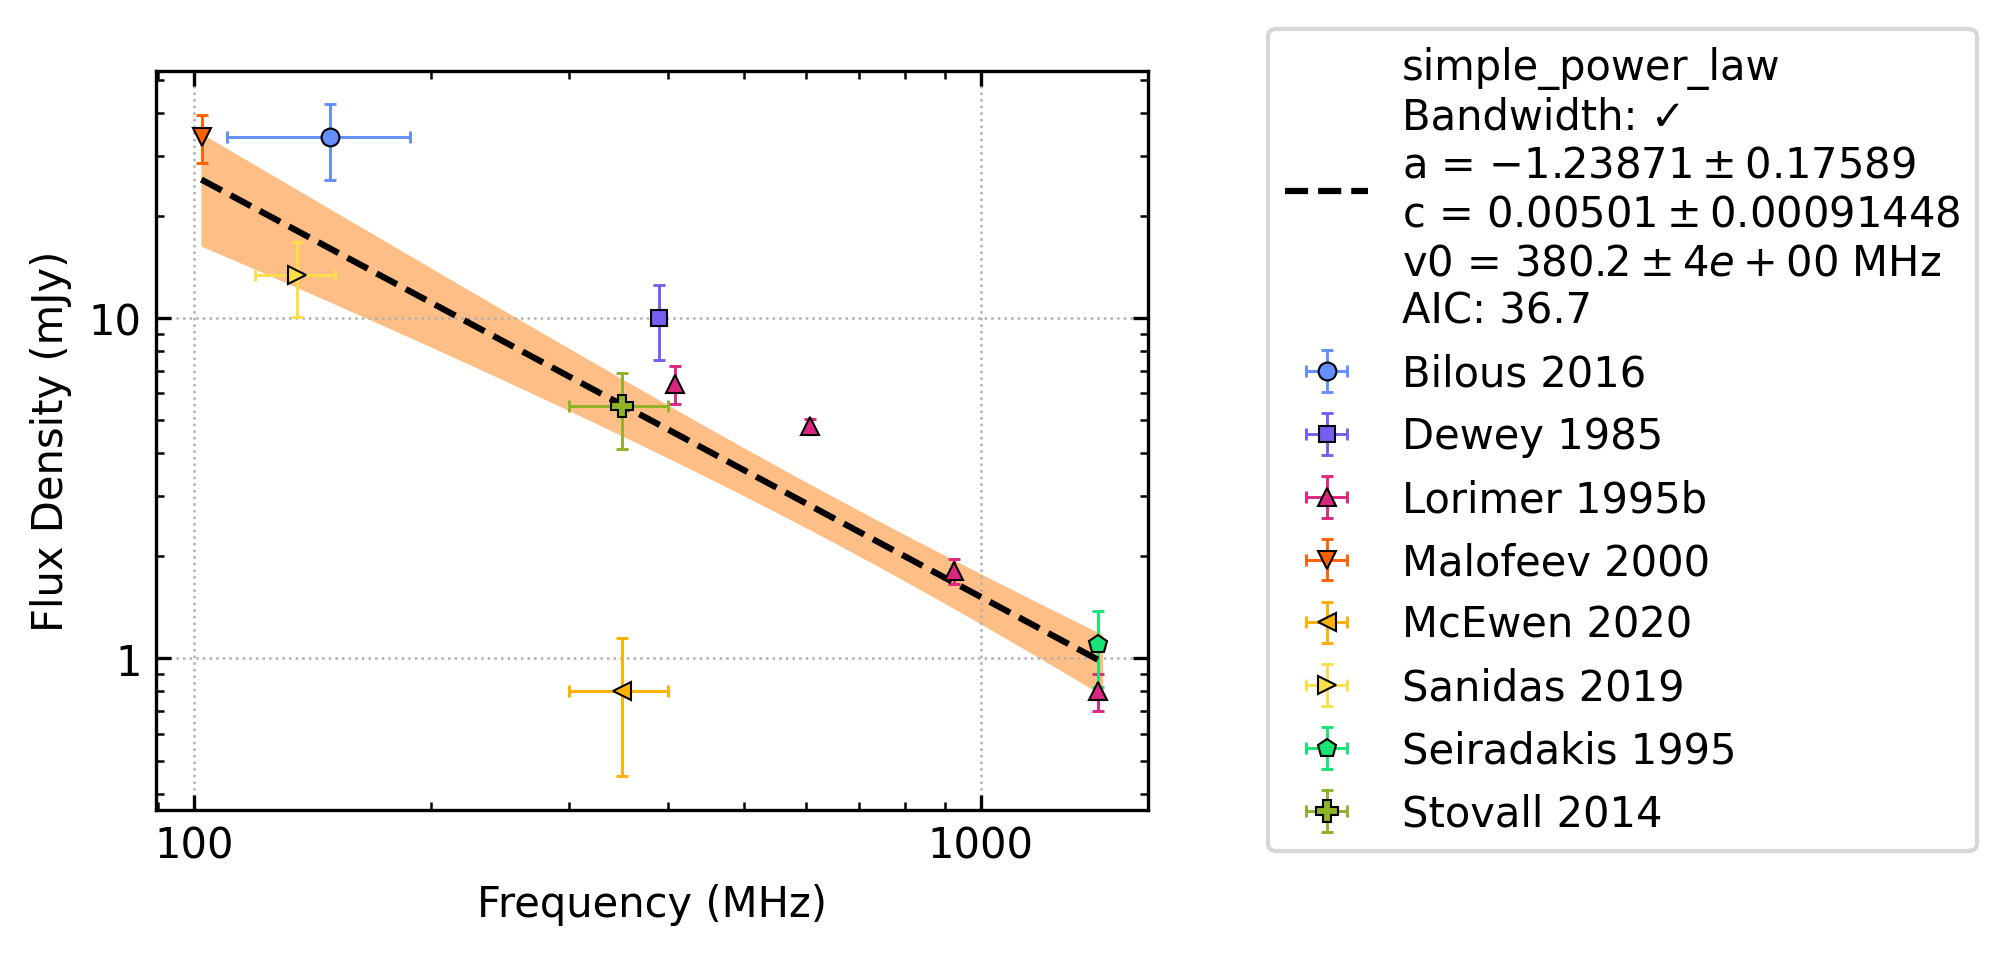 simple_power_law
Bandwidth: ✓
a = −1.23871 ± 0.17589
c = 0.00501 ± 0.00091448
v0 = 380.2 ± 4e + 00 MHz
AIC: 36.7
Bilous 2016
Dewey 1985
Lorimer 1995b
Malofeev 2000
McEwen 2020
Sanidas 2019
Seiradakis 1995
Stovall 2014
Flux Density (mJy)
10
1
100
1000
Frequency (MHz)